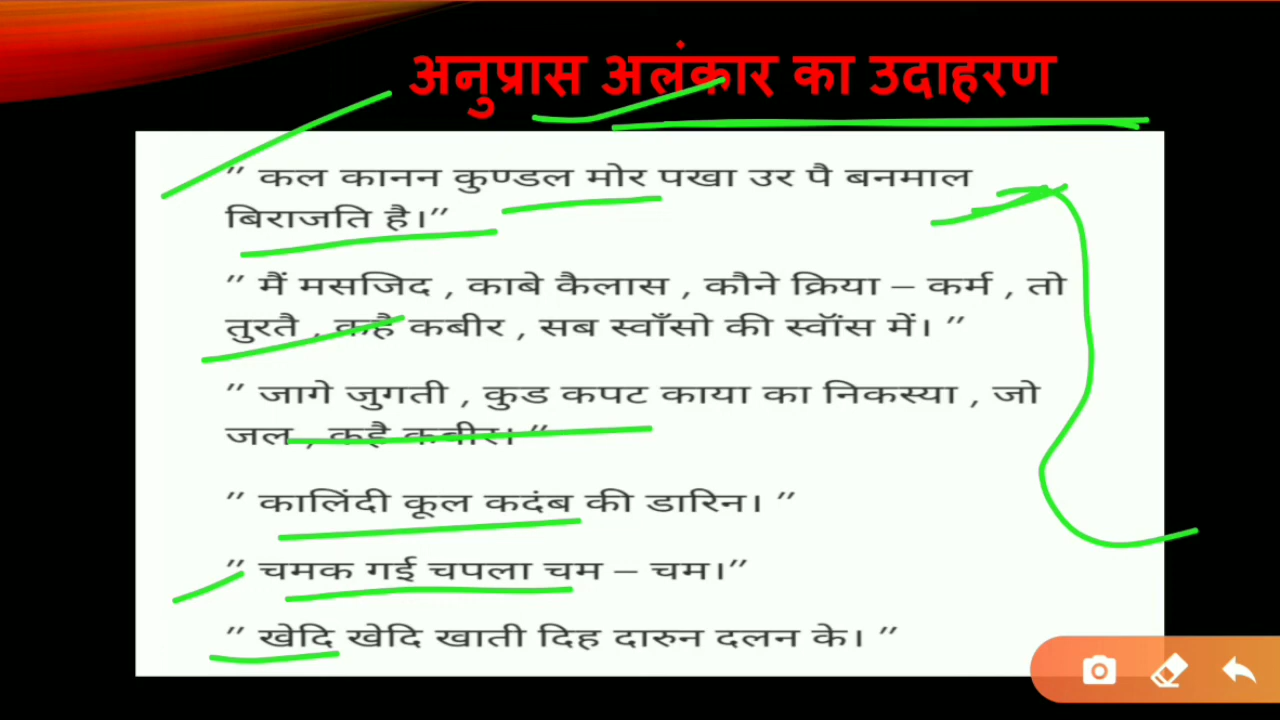 अनुप्रास अलंकार का उदाहरण
” कल कानन कुण्डल मोर पखा उर पै बनमाल
बिराजति है।”
” मैं मसजिद , काबे कैलास , कौने क्रिया – कर्म , तो
तुरतै , कहै कबीर , सब स्वाँसो की स्वॉंस में। ”
” जागे जुगती , कुड कपट काया का निकस्या , जो
जल , कहै कबीर। ”
” कालिंदी कूल कदंब की डारिन। ”
” चमक गई चपला चम – चम।”
” खेदि खेदि खाती दिह दारुन दलन के। ”